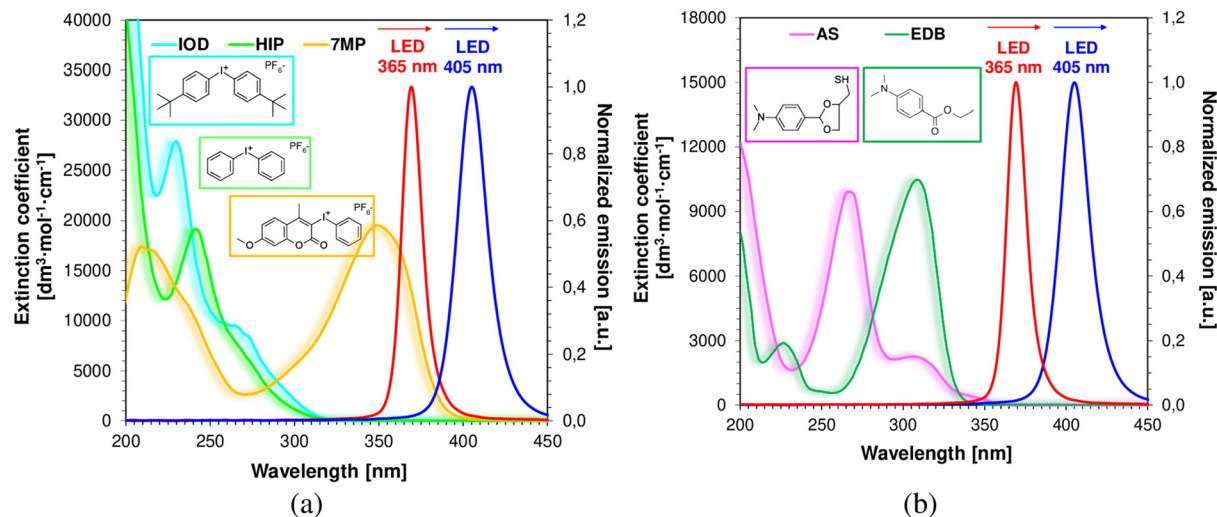 40000
35000
30000
25000
20000
15000
10000
5000
0
Extinction coefficient
[dm³·mol⁻¹·cm⁻¹]
IOD HIP 7MP
LED
365 nm
LED
405 nm
PF₆⁻
I⁺
PF₆⁻
I⁺
PF₆⁻
I⁺
O
O
O
1,2
1,0
0,8
0,6
0,4
0,2
0,0
Normalized emission [a.u.]
200 250 300 350 400 450
Wavelength [nm]
(a)
18000
15000
12000
9000
6000
3000
0
Extinction coefficient
[dm³·mol⁻¹·cm⁻¹]
AS EDB
LED
365 nm
LED
405 nm
SH
O
O
N
N
O
O
1,2
1,0
0,8
0,6
0,4
0,2
0,0
Normalized emission [a.u.]
200 250 300 350 400 450
Wavelength [nm]
(b)